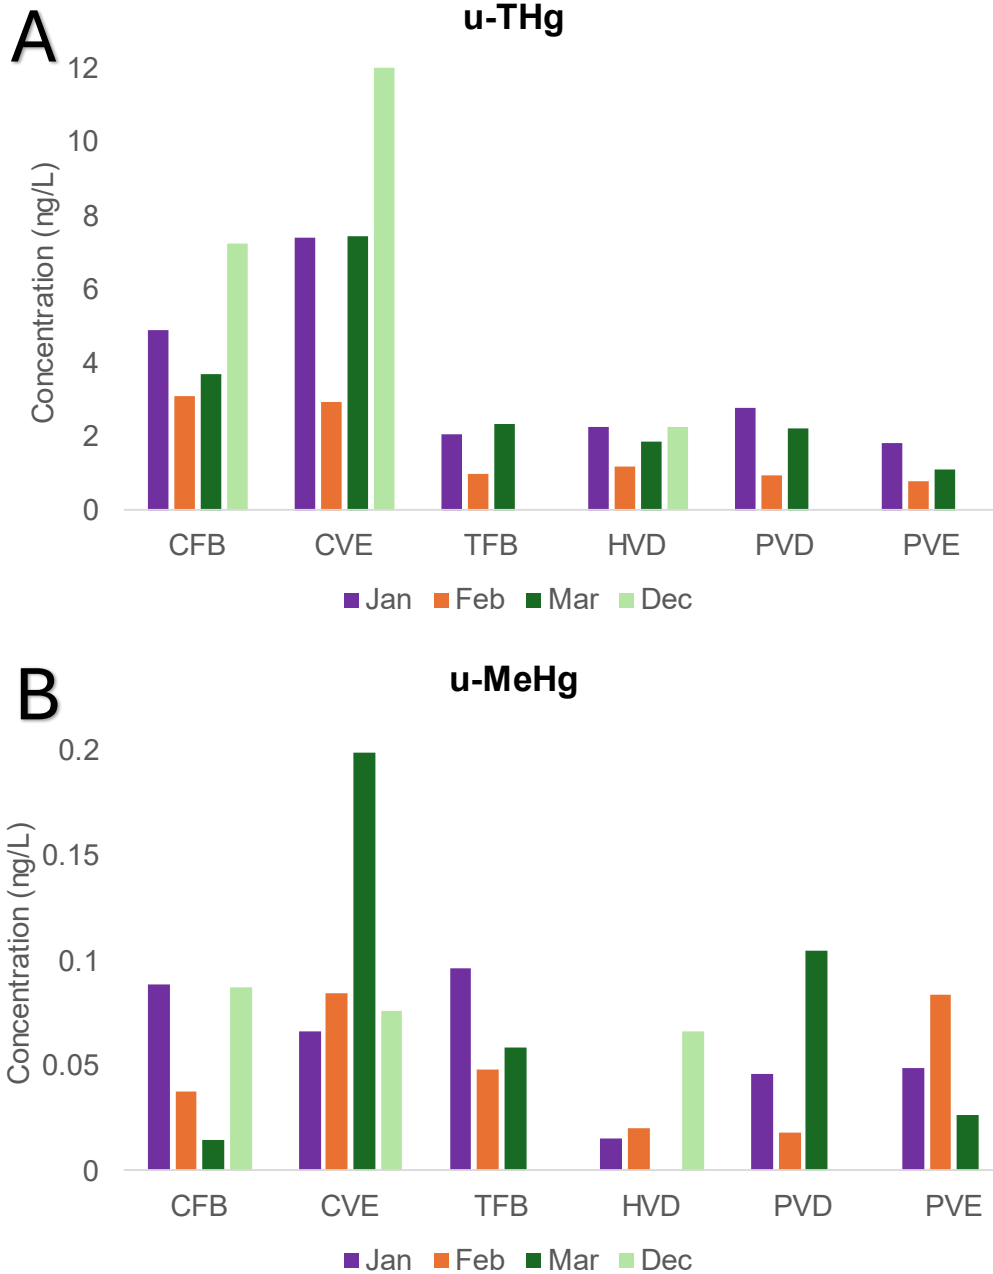 A
u-THg
Concentration (ng/L)
12
10
8
6
4
2
0
CFB CVE TFB HVD PVD PVE
Jan Feb Mar Dec
B
u-MeHg
Concentration (ng/L)
0.2
0.15
0.1
0.05
0
CFB CVE TFB HVD PVD PVE
Jan Feb Mar Dec